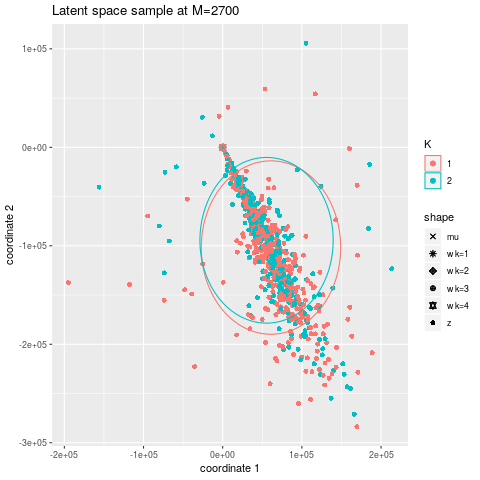 Latent space sample at M=2700
1e+05
0e+00
-1e+05
-2e+05
-3e+05
coordinate 2
-2e+05 -1e+05 0e+00 1e+05 2e+05
coordinate 1
K
1
2
shape
mu
wk=1
wk=2
wk=3
wk=4
z